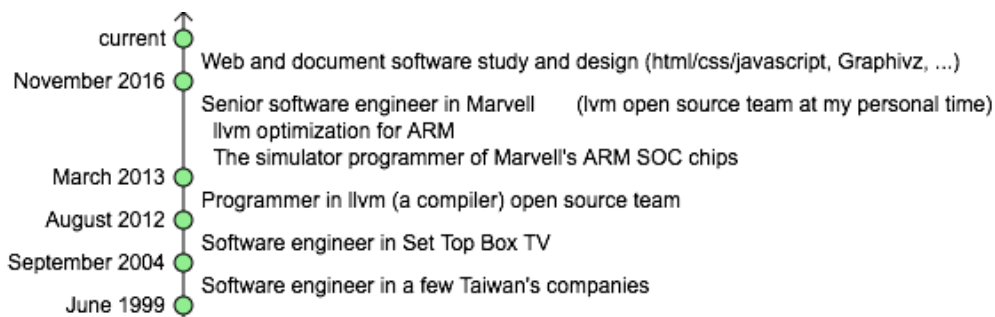 current
Web and document software study and design (html/css/javascript, Graphivz, ...)
November 2016
Senior software engineer in Marvell (lvm open source team at my personal time)
llvm optimization for ARM
The simulator programmer of Marvell's ARM SOC chips
March 2013
Programmer in llvm (a compiler) open source team
August 2012
Software engineer in Set Top Box TV
September 2004
Software engineer in a few Taiwan's companies
June 1999